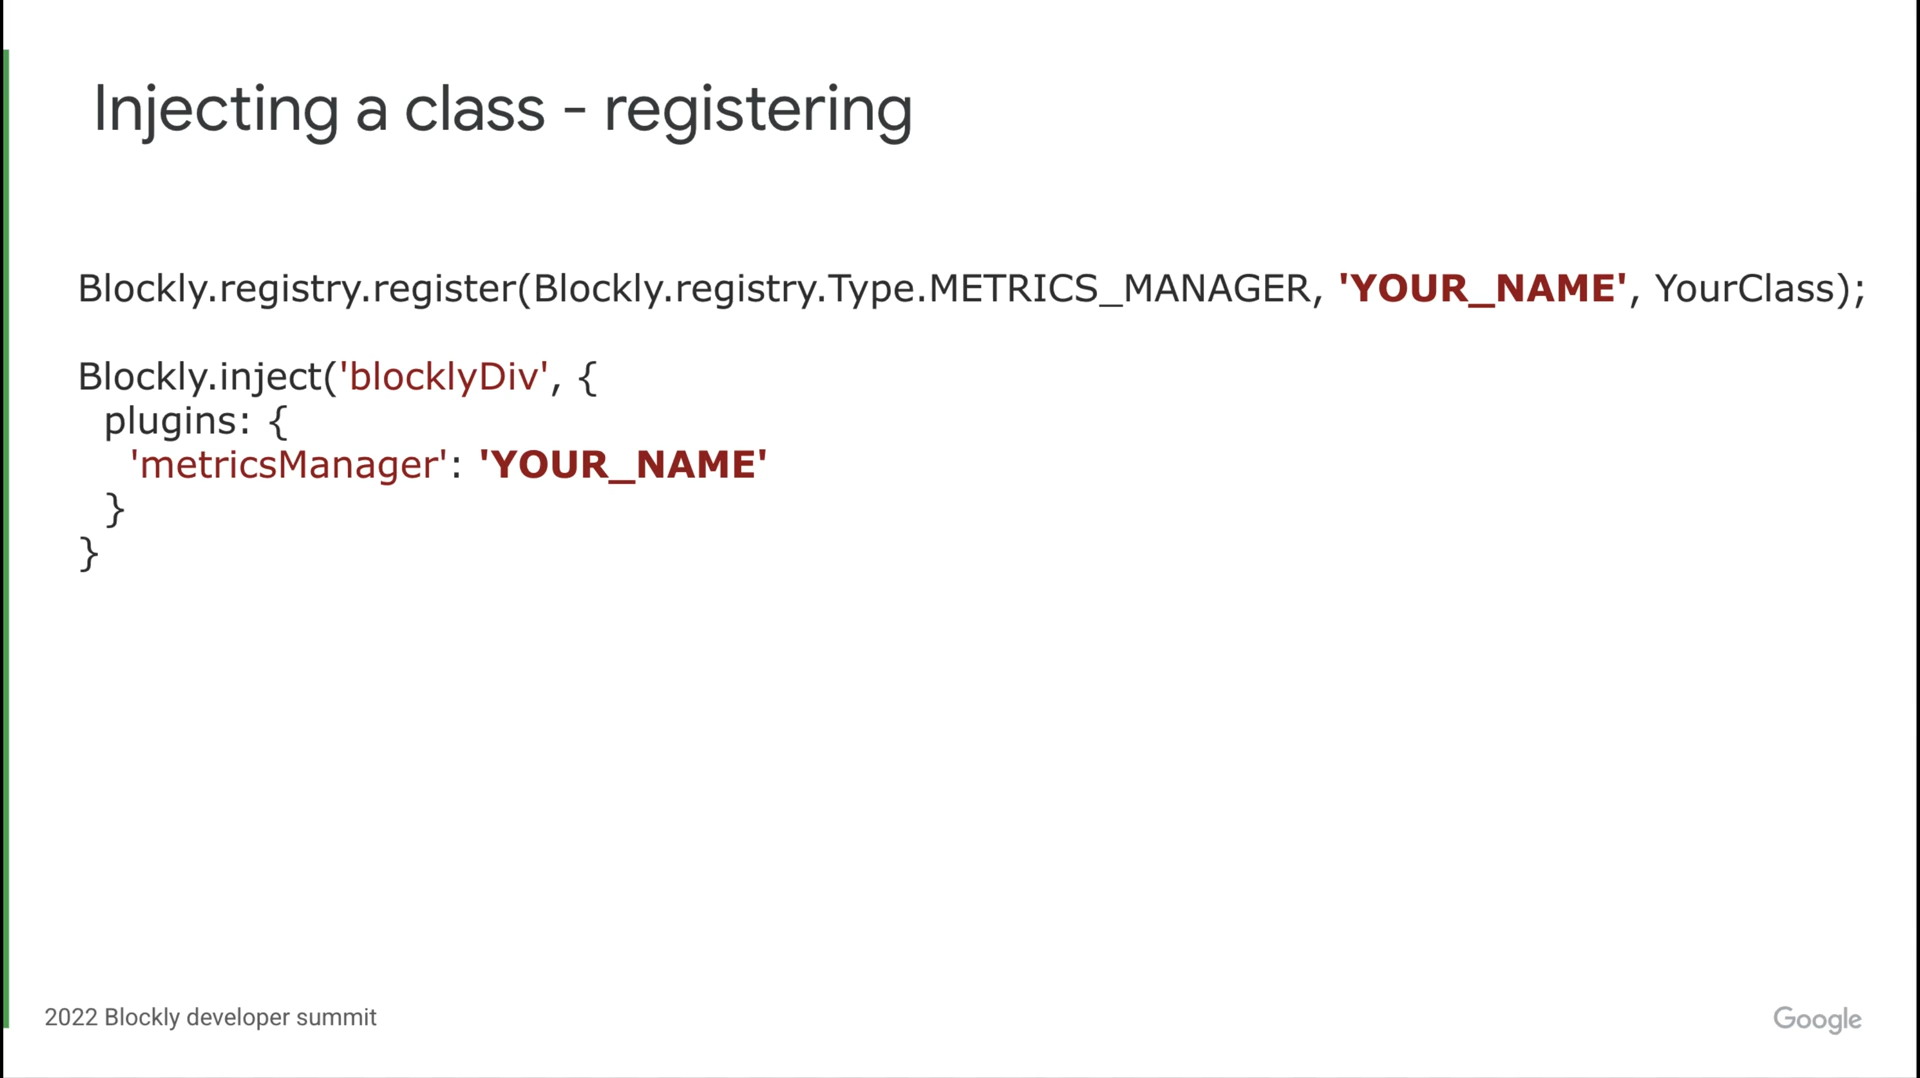 Injecting a class - registering
Blockly.registry.register(Blockly.registry.Type.METRICS_MANAGER, 'YOUR_NAME', YourClass);
Blockly.inject('blocklyDiv', {
plugins: {
'metricsManager': 'YOUR_NAME'
}
}
2022 Blockly developer summit
Google